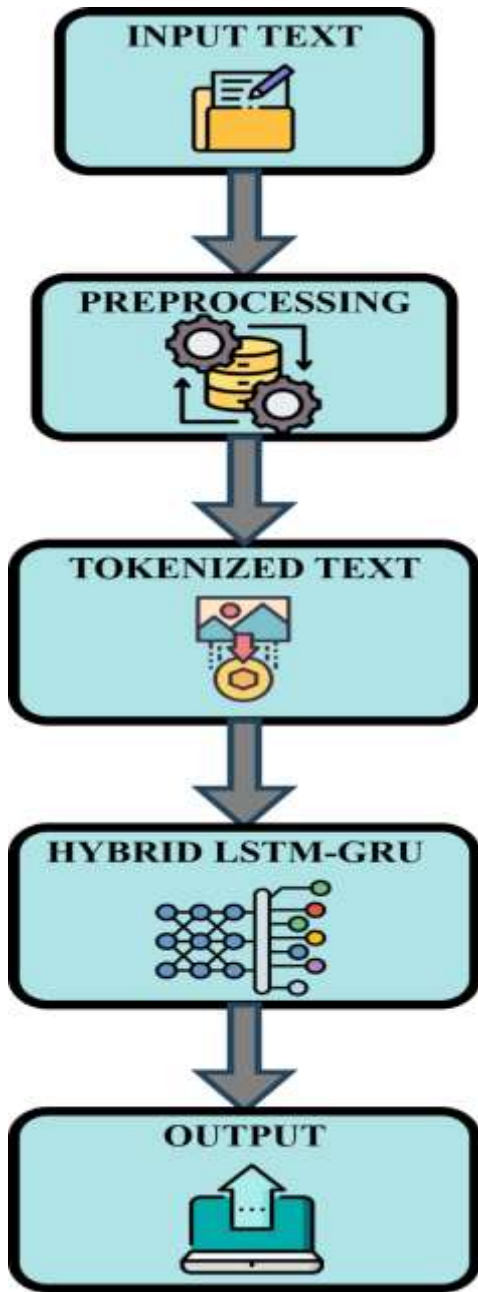 INPUT TEXT
PREPROCESSING
TOKENIZED TEXT
HYBRID LSTM-GRU
OUTPUT